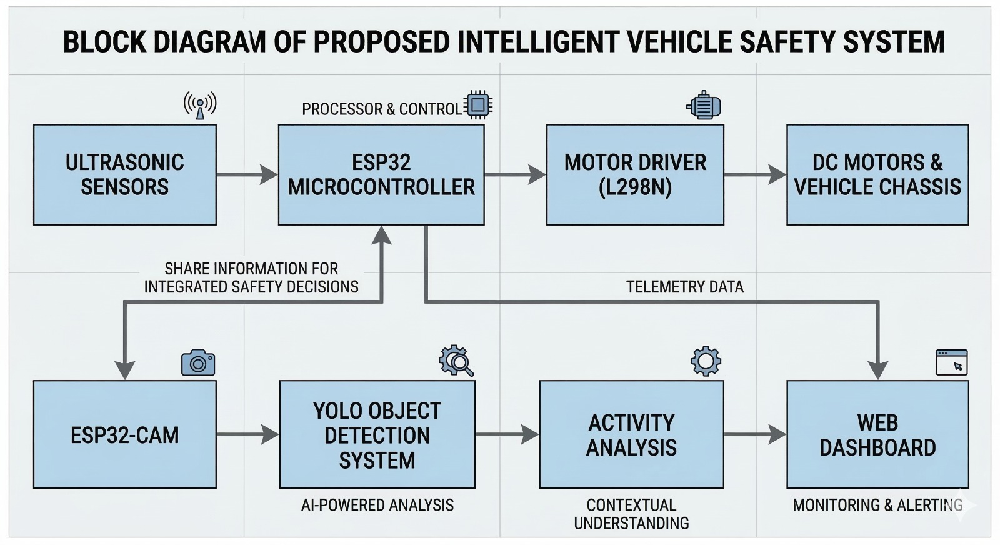 BLOCK DIAGRAM OF PROPOSED INTELLIGENT VEHICLE SAFETY SYSTEM
PROCESSOR & CONTROL
ULTRASONIC
SENSORS
ESP32
MICROCONTROLLER
MOTOR DRIVER
(L298N)
DC MOTORS &
VEHICLE CHASSIS
SHARE INFORMATION FOR
INTEGRATED SAFETY DECISIONS
TELEMETRY DATA
ESP32-CAM
YOLO OBJECT
DETECTION
SYSTEM
ACTIVITY
ANALYSIS
WEB
DASHBOARD
AI-POWERED ANALYSIS
CONTEXTUAL
UNDERSTANDING
MONITORING & ALERTING